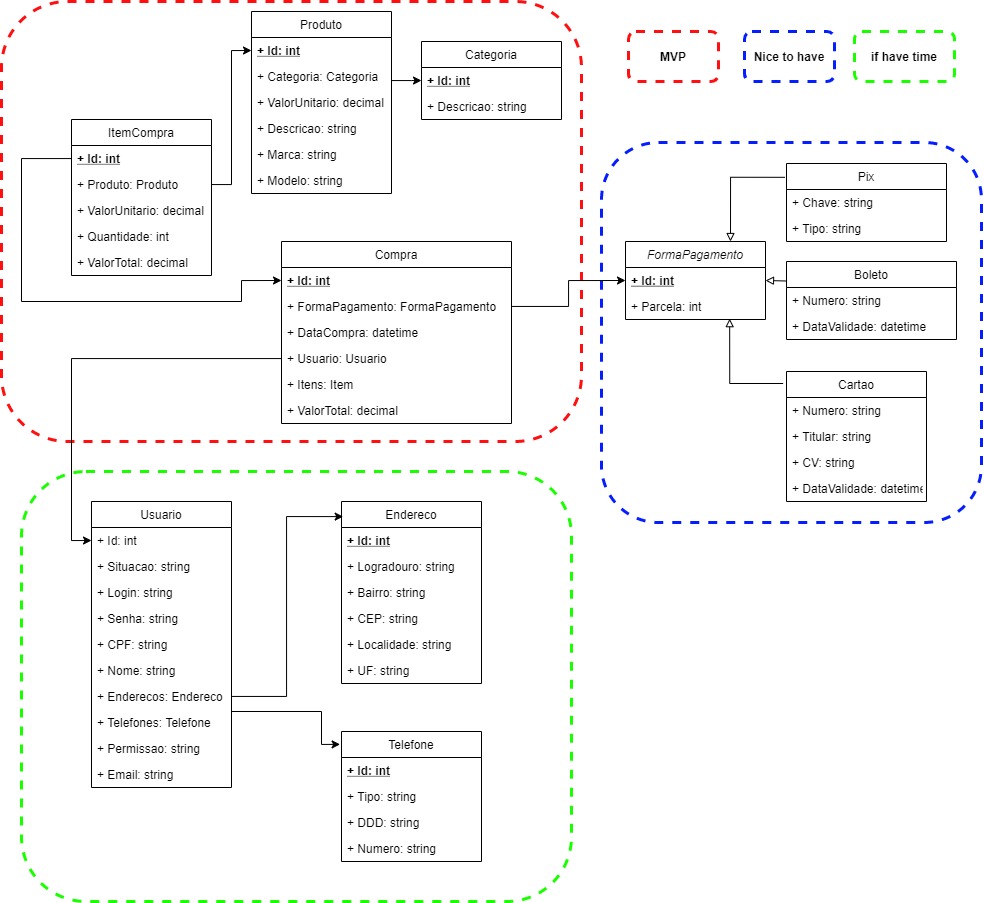 Produto
+ Id: int
+ Categoria: Categoria
+ ValorUnitario: decimal
+ Descricao: string
+ Marca: string
+ Modelo: string
Categoria
+ Id: int
+ Descricao: string
MVP
Nice to have
if have time
ItemCompra
+ Id: int
+ Produto: Produto
+ ValorUnitario: decimal
+ Quantidade: int
+ ValorTotal: decimal
Compra
+ Id: int
+ FormaPagamento: FormaPagamento
+ DataCompra: datetime
+ Usuario: Usuario
+ Itens: Item
+ ValorTotal: decimal
FormaPagamento
+ Id: int
+ Parcela: int
Pix
+ Chave: string
+ Tipo: string
Boleto
+ Numero: string
+ DataValidade: datetime
Cartao
+ Numero: string
+ Titular: string
+ CV: string
+ DataValidade: datetime
Usuario
+ Id: int
+ Situacao: string
+ Login: string
+ Senha: string
+ CPF: string
+ Nome: string
+ Enderecos: Endereco
+ Telefones: Telefone
+ Permissao: string
+ Email: string
Endereco
+ Id: int
+ Logradouro: string
+ Bairro: string
+ CEP: string
+ Localidade: string
+ UF: string
Telefone
+ Id: int
+ Tipo: string
+ DDD: string
+ Numero: string